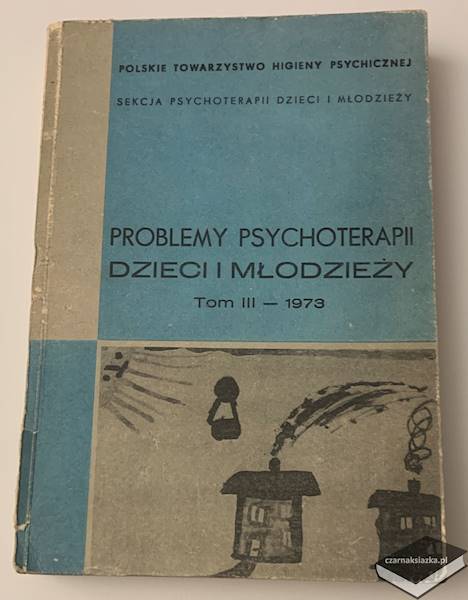 POLSKIE TOWARZYSTWO HIGIENY PSYCHICZNEJ
SEKCJA PSYCHOTERAPII DZIECI I MŁODZIEŻY
PROBLEMY PSYCHOTERAPII
DZIECI I MŁODZIEŻY
Tom III — 1973
czarnaksiazka.pl